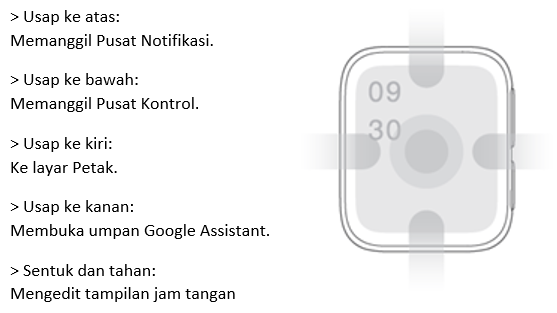 > Usap ke atas:
Memanggil Pusat Notifikasi.
> Usap ke bawah:
Memanggil Pusat Kontrol.
> Usap ke kiri:
Ke layar Petak.
> Usap ke kanan:
Membuka umpan Google Assistant.
> Sentuk dan tahan:
Mengedit tampilan jam tangan
09
30